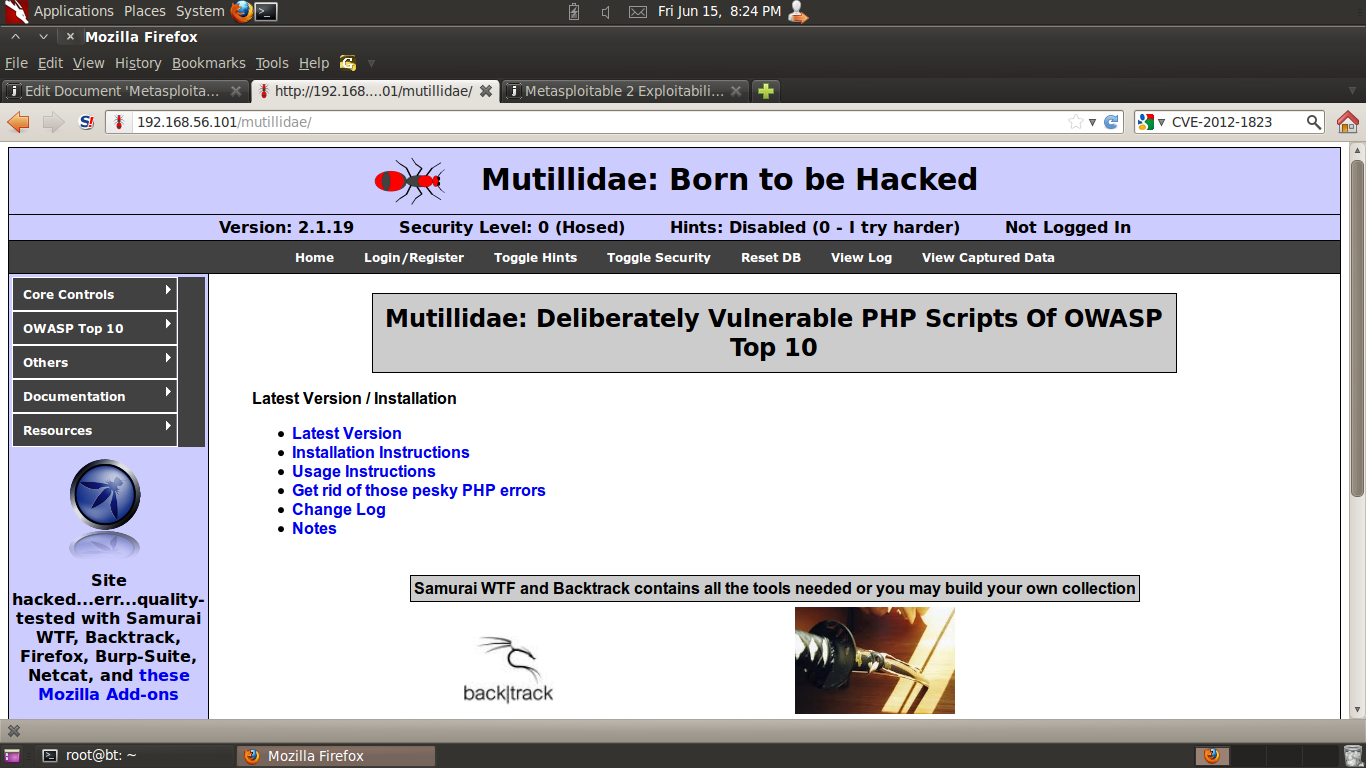 Applications Places System
Fri Jun 15, 8:24 PM
Mozilla Firefox
File Edit View History Bookmarks Tools Help
Edit Document 'Metasploita...
http://192.168....01/mutillidae/
Metasploitable 2 Exploitabili...
192.168.56.101/mutillidae/
CVE-2012-1823
Mutillidae: Born to be Hacked
Version: 2.1.19 Security Level: 0 (Hosed) Hints: Disabled (0 - I try harder) Not Logged In
Home Login/Register Toggle Hints Toggle Security Reset DB View Log View Captured Data
Core Controls
OWASP Top 10
Others
Documentation
Resources
Site
hacked...err...quality-
tested with Samurai
WTF, Backtrack,
Firefox, Burp-Suite,
Netcat, and these
Mozilla Add-ons
Mutillidae: Deliberately Vulnerable PHP Scripts Of OWASP
Top 10
Latest Version / Installation
Latest Version
Installation Instructions
Usage Instructions
Get rid of those pesky PHP errors
Change Log
Notes
Samurai WTF and Backtrack contains all the tools needed or you may build your own collection
back|track
root@bt: ~
Mozilla Firefox